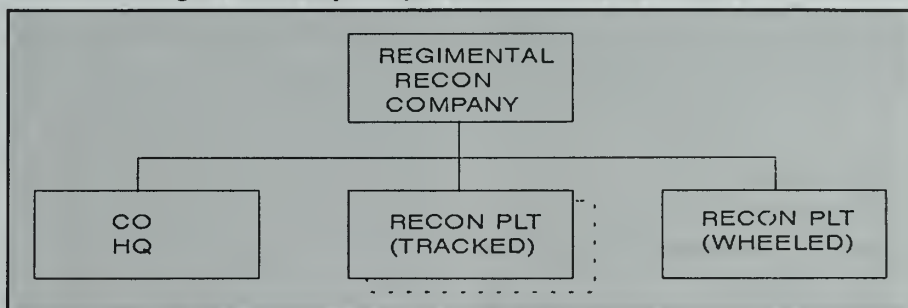 REGIMENTAL
RECON
COMPANY
CO
HQ
RECON PLT
(TRACKED)
RECON PLT
(WHEELED)